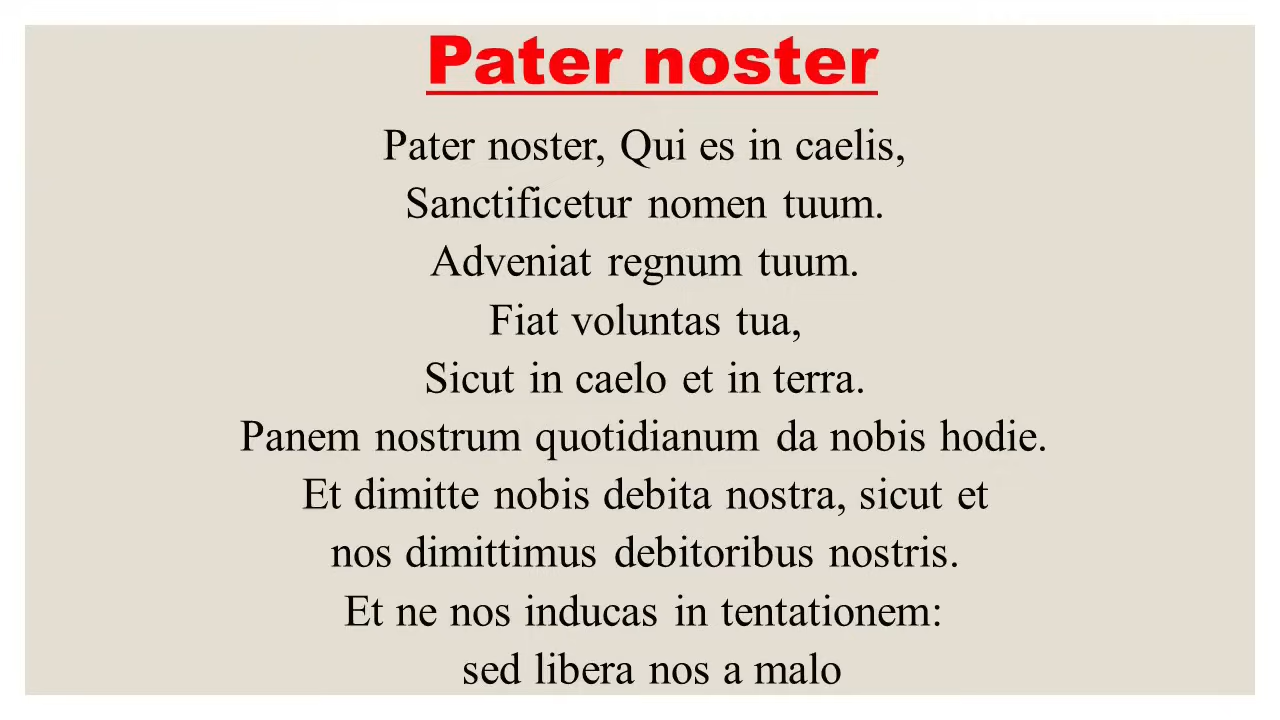 Pater noster
Pater noster, Qui es in caelis,
Sanctificetur nomen tuum.
Adveniat regnum tuum.
Fiat voluntas tua,
Sicut in caelo et in terra.
Panem nostrum quotidianum da nobis hodie.
Et dimitte nobis debita nostra, sicut et
nos dimittimus debitoribus nostris.
Et ne nos inducas in tentationem:
sed libera nos a malo